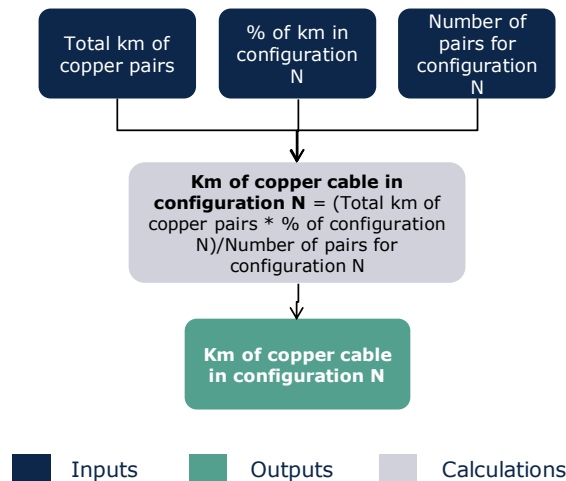 Total km of
copper pairs
% of km in
configuration
N
Number of
pairs for
configuration
N
Km of copper cable in
configuration N = (Total km of
copper pairs * % of configuration
N)/Number of pairs for
configuration N
Km of copper cable
in configuration N
Inputs
Outputs
Calculations